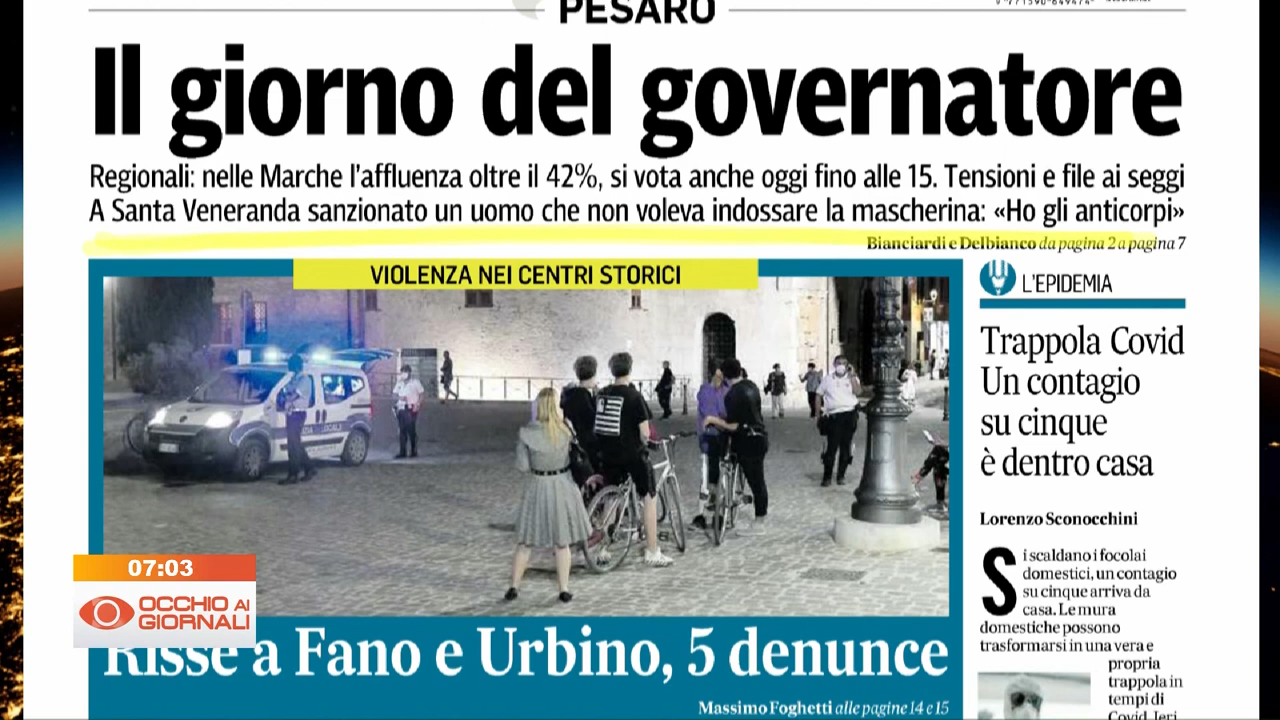 PESARO
Il giorno del governatore
Regionali: nelle Marche l'affluenza oltre il 42%, si vota anche oggi fino alle 15. Tensioni e file ai seggi
A Santa Veneranda sanzionato un uomo che non voleva indossare la mascherina: «Ho gli anticorpi»
Bianciardi e Delbianco da pagina 2 a pagina 7
VIOLENZA NEI CENTRI STORICI
L'EPIDEMIA
Trappola Covid
Un contagio
su cinque
è dentro casa
Lorenzo Sconocchini
Si scaldano i focolai
domestici, un contagio
su cinque arriva da
casa. Le mura
domestiche possono
trasformarsi in una vera e
propria
trappola in
tempi di
Covid. Ieri
07:03
OCCHIO AI
GIORNALI
Risse a Fano e Urbino, 5 denunce
Massimo Foghetti alle pagine 14 e 15